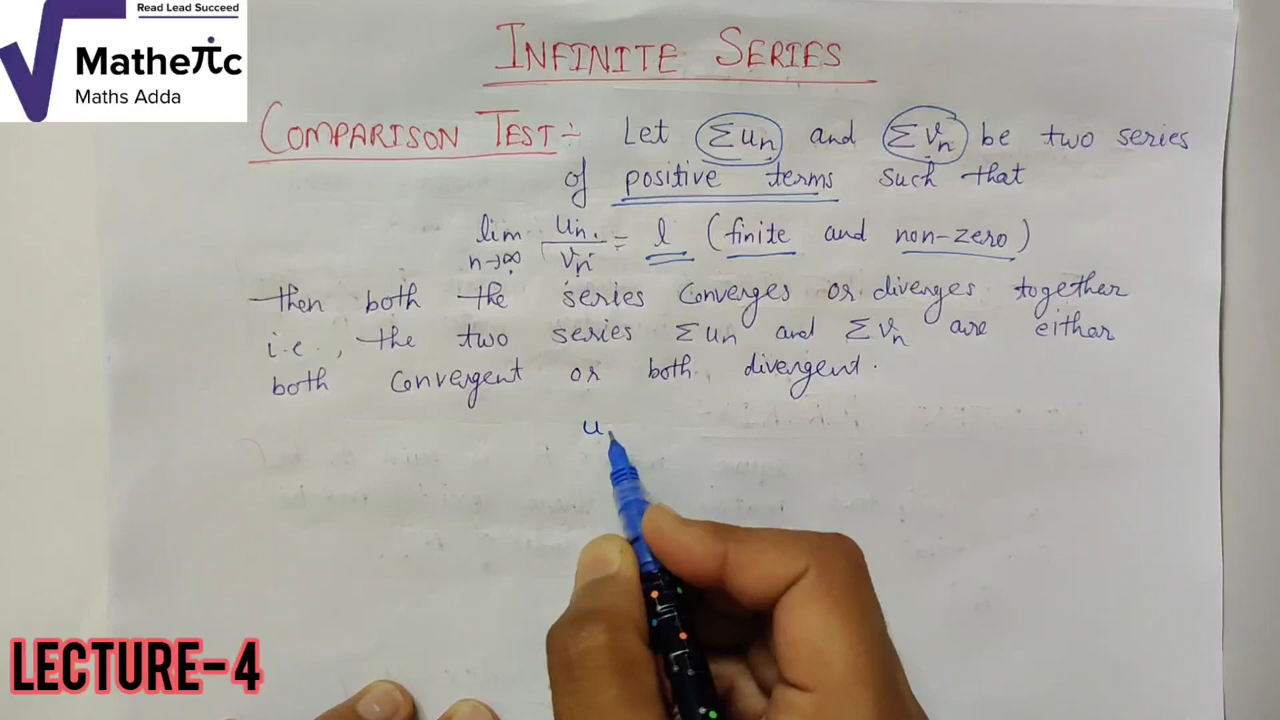 Read Lead Succeed
Matheπc
Maths Adda
INFINITE SERIES
COMPARISON TEST :- Let Σun and Σvn be two series
of positive terms such that
lim n→∞ un/vn = l (finite and non-zero)
then both the series converges or diverges together
i.e., the two series Σun and Σvn are eithar
both convergent or both divergent.
u
LECTURE-4